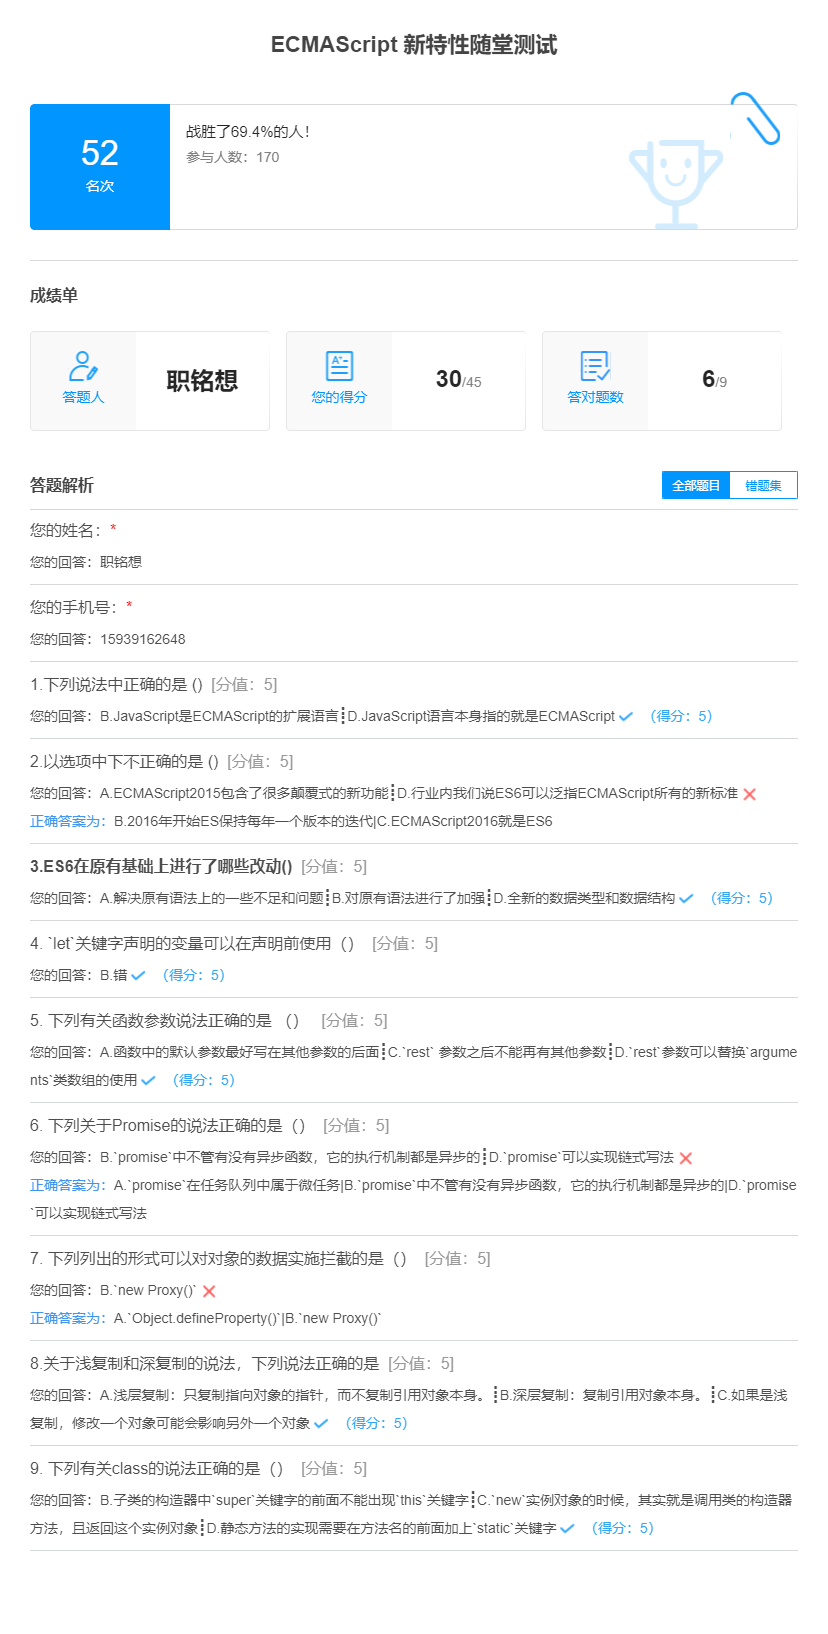 ECMAScript 新特性随堂测试
52
名次
战胜了69.4%的人！
参与人数：170
成绩单
答题人
职铭想
您的得分
30/45
答对题数
6/9
答题解析
全部题目
错题集
您的姓名：*
您的回答：职铭想
您的手机号：*
您的回答：15939162648
1.下列说法中正确的是 () [分值：5]
您的回答：B.JavaScript是ECMAScript的扩展语言┋D.JavaScript语言本身指的就是ECMAScript （得分：5）
2.以选项中下不正确的是 () [分值：5]
您的回答：A.ECMAScript2015包含了很多颠覆式的新功能┋D.行业内我们说ES6可以泛指ECMAScript所有的新标准
正确答案为：B.2016年开始ES保持每年一个版本的迭代|C.ECMAScript2016就是ES6
3.ES6在原有基础上进行了哪些改动() [分值：5]
您的回答：A.解决原有语法上的一些不足和问题┋B.对原有语法进行了加强┋D.全新的数据类型和数据结构 （得分：5）
4. `let`关键字声明的变量可以在声明前使用（） [分值：5]
您的回答：B.错 （得分：5）
5. 下列有关函数参数说法正确的是 （） [分值：5]
您的回答：A.函数中的默认参数最好写在其他参数的后面┋C.`rest` 参数之后不能再有其他参数┋D.`rest`参数可以替换`argume
nts`类数组的使用 （得分：5）
6. 下列关于Promise的说法正确的是（） [分值：5]
您的回答：B.`promise`中不管有没有异步函数，它的执行机制都是异步的┋D.`promise`可以实现链式写法
正确答案为：A.`promise`在任务队列中属于微任务|B.`promise`中不管有没有异步函数，它的执行机制都是异步的|D.`promise
`可以实现链式写法
7. 下列列出的形式可以对对象的数据实施拦截的是（） [分值：5]
您的回答：B.`new Proxy()`
正确答案为：A.`Object.defineProperty()`|B.`new Proxy()`
8.关于浅复制和深复制的说法，下列说法正确的是 [分值：5]
您的回答：A.浅层复制：只复制指向对象的指针，而不复制引用对象本身。┋B.深层复制：复制引用对象本身。┋C.如果是浅
复制，修改一个对象可能会影响另外一个对象 （得分：5）
9. 下列有关class的说法正确的是（） [分值：5]
您的回答：B.子类的构造器中`super`关键字的前面不能出现`this`关键字┋C.`new`实例对象的时候，其实就是调用类的构造器
方法，且返回这个实例对象┋D.静态方法的实现需要在方法名的前面加上`static`关键字 （得分：5）